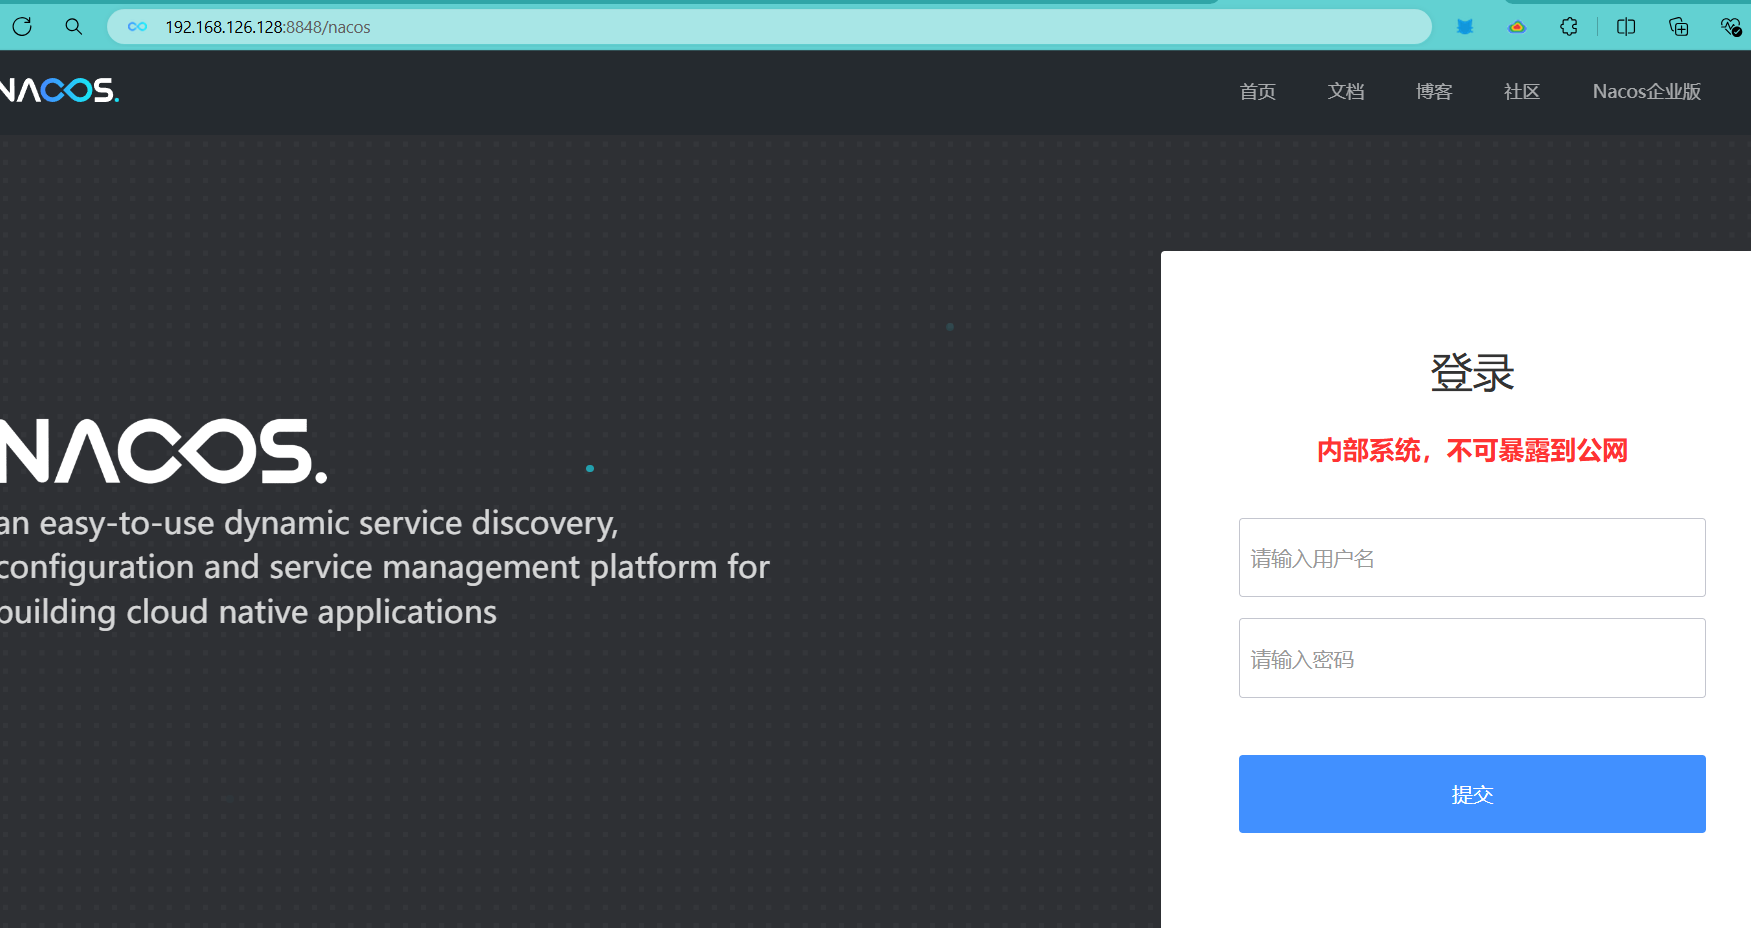 192.168.126.128:8848/nacos
NACOS.
首页 文档 博客 社区 Nacos企业版
NACOS.
an easy-to-use dynamic service discovery,
configuration and service management platform for
building cloud native applications
登录
内部系统，不可暴露到公网
请输入用户名
请输入密码
提交